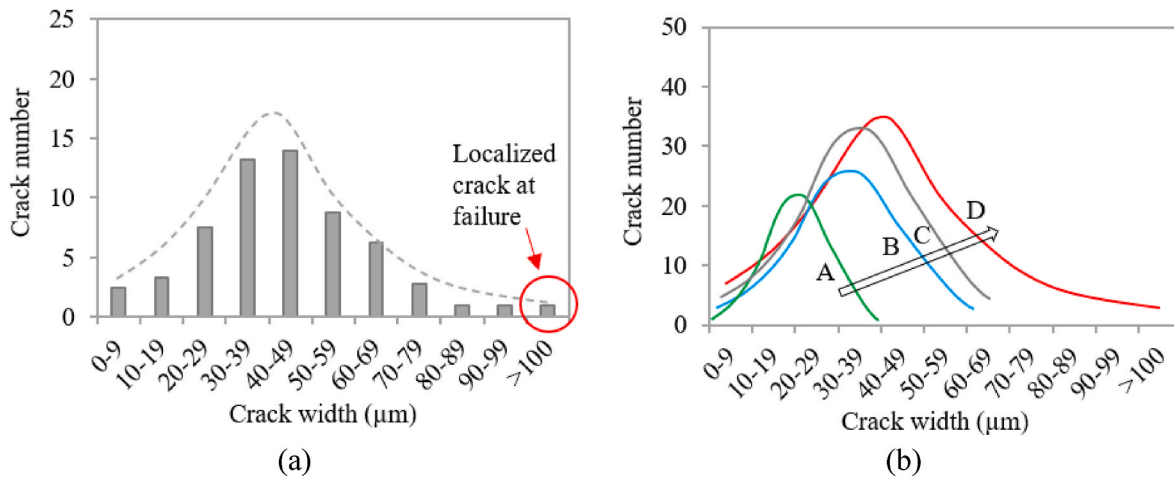 25
20
15
10
5
0
Crack number
Localized
crack at
failure
0-9
10-19
20-29
30-39
40-49
50-59
60-69
70-79
80-89
90-99
>100
Crack width (μm)
(a)
50
40
30
20
10
0
Crack number
A
B
C
D
0-9
10-19
20-29
30-39
40-49
50-59
60-69
70-79
80-89
90-99
>100
Crack width (μm)
(b)